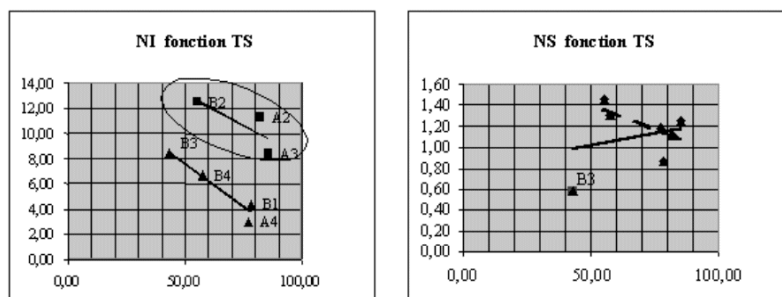 NI fonction TS
14,00
12,00
10,00
8,00
6,00
4,00
2,00
0,00
B2
A2
B3
A3
B4
B1
A4
0,00 50,00 100,00
NS fonction TS
1,60
1,40
1,20
1,00
0,80
0,60
0,40
0,20
0,00
B3
0,00 50,00 100,00